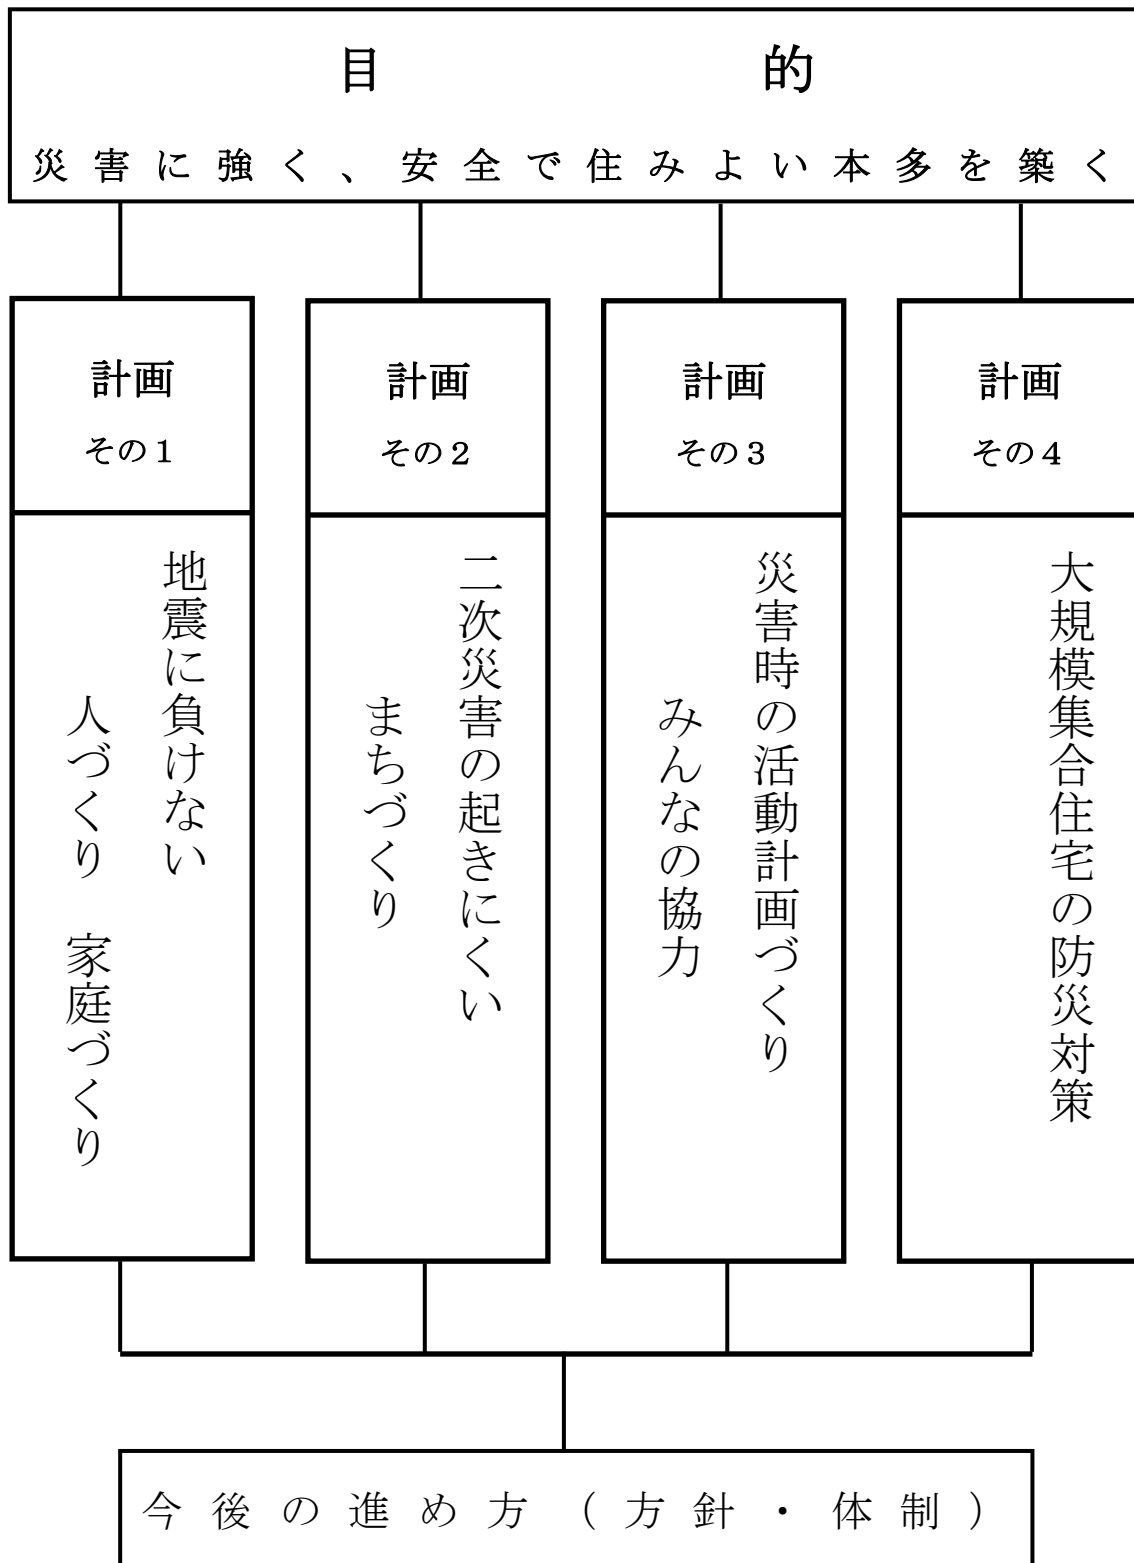 目的
災害に強く、安全で住みよい本多を築く
計画
その１
地震に負けない
人づくり　家庭づくり
計画
その２
二次災害の起きにくい
まちづくり
計画
その３
災害時の活動計画づくり
みんなの協力
計画
その４
大規模集合住宅の防災対策
今後の進め方（方針・体制）